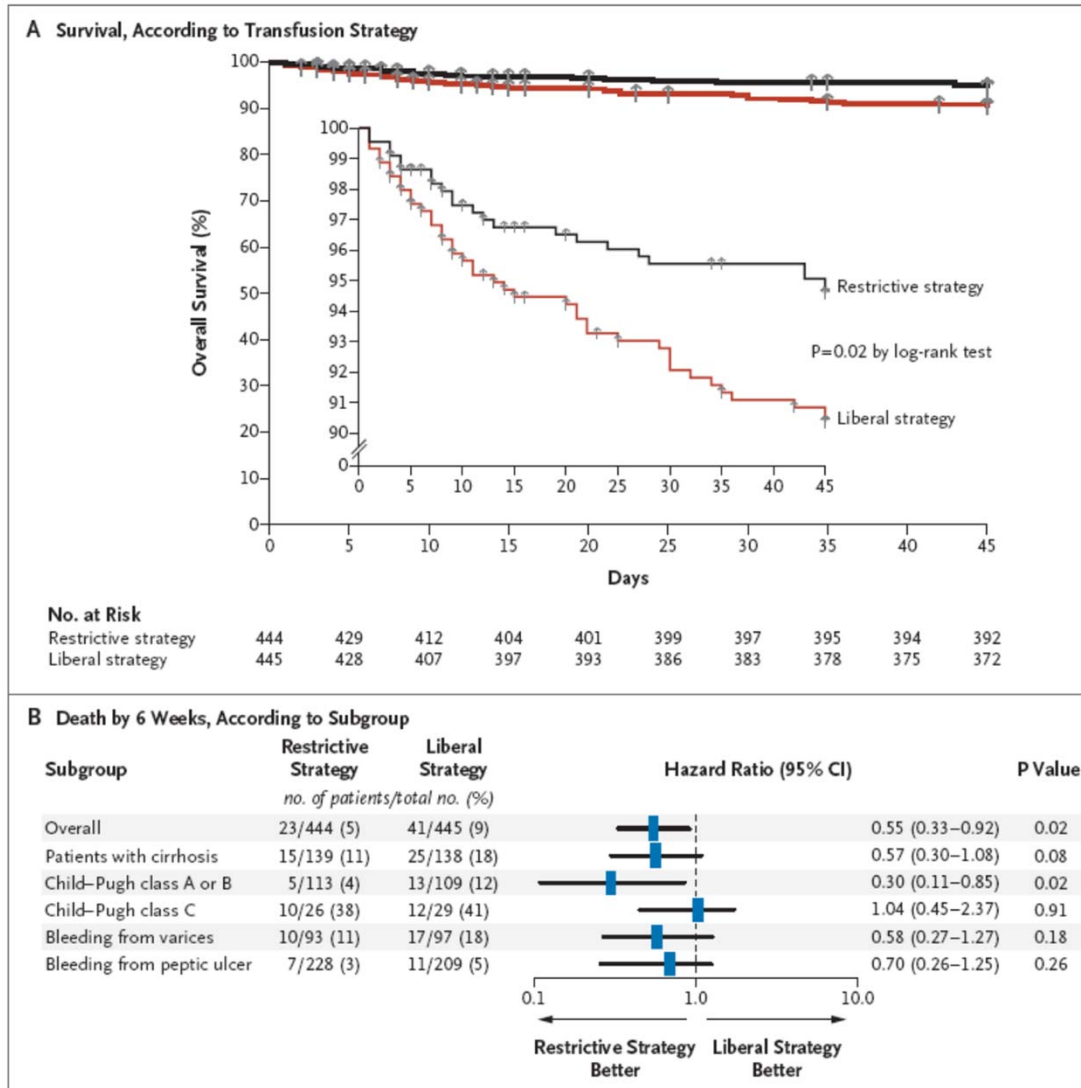 A Survival, According to Transfusion Strategy
100
90
80
70
60
50
40
30
20
10
0
Overall Survival (%)
100
99
98
97
96
95
94
93
92
91
90
0
0 5 10 15 20 25 30 35 40 45
Restrictive strategy
P=0.02 by log-rank test
Liberal strategy
0 5 10 15 20 25 30 35 40 45
Days
No. at Risk
Restrictive strategy 444 429 412 404 401 399 397 395 394 392
Liberal strategy 445 428 407 397 393 386 383 378 375 372
B Death by 6 Weeks, According to Subgroup
Subgroup Restrictive Strategy Liberal Strategy Hazard Ratio (95% CI) P Value
no. of patients/total no. (%)
Overall 23/444 (5) 41/445 (9) 0.55 (0.33–0.92) 0.02
Patients with cirrhosis 15/139 (11) 25/138 (18) 0.57 (0.30–1.08) 0.08
Child–Pugh class A or B 5/113 (4) 13/109 (12) 0.30 (0.11–0.85) 0.02
Child–Pugh class C 10/26 (38) 12/29 (41) 1.04 (0.45–2.37) 0.91
Bleeding from varices 10/93 (11) 17/97 (18) 0.58 (0.27–1.27) 0.18
Bleeding from peptic ulcer 7/228 (3) 11/209 (5) 0.70 (0.26–1.25) 0.26
0.1 1.0 10.0
Restrictive Strategy Better Liberal Strategy Better